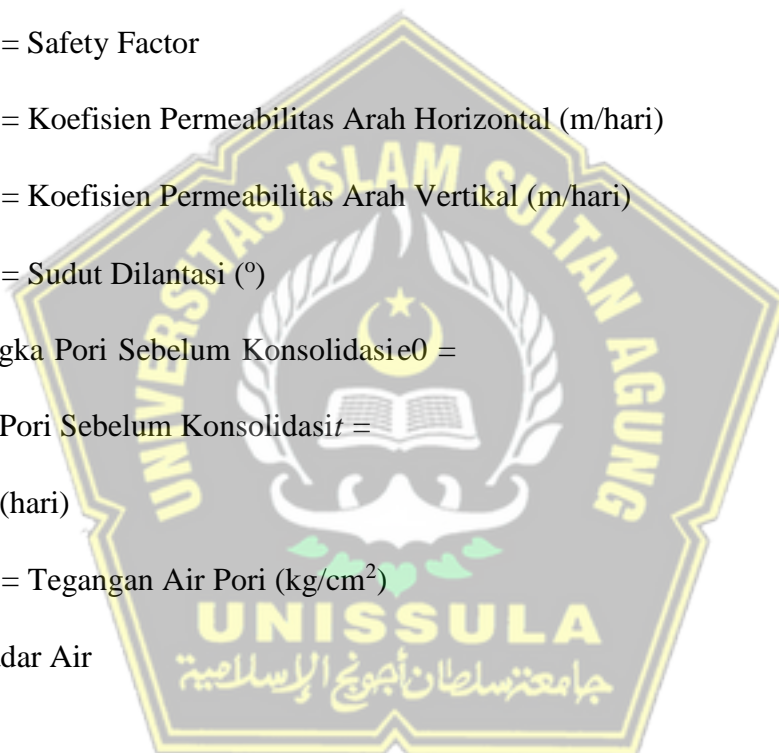 = Safety Factor
= Koefisien Permeabilitas Arah Horizontal (m/hari)
= Koefisien Permeabilitas Arah Vertikal (m/hari)
= Sudut Dilantasi (°)
gka Pori Sebelum Konsolidasie0 =
Pori Sebelum Konsolidasit =
(hari)
= Tegangan Air Pori (kg/cm²)
dar Air
UNIVERSITAS ISLAM SULTAN AGUNG
UNISSULA
جامعة سلطان أجونج الإسلامية